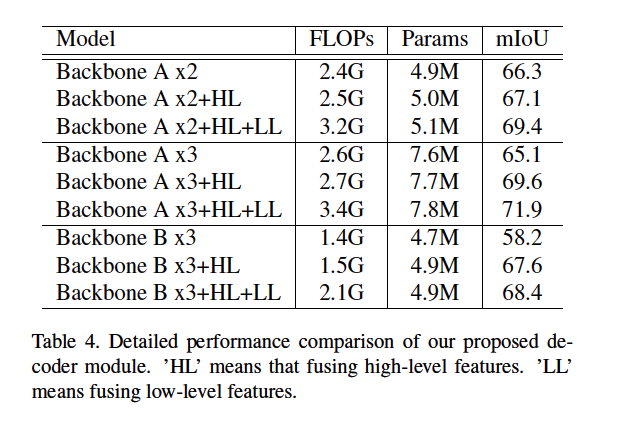 Model FLOPs Params mIoU
Backbone A x2 2.4G 4.9M 66.3
Backbone A x2+HL 2.5G 5.0M 67.1
Backbone A x2+HL+LL 3.2G 5.1M 69.4
Backbone A x3 2.6G 7.6M 65.1
Backbone A x3+HL 2.7G 7.7M 69.6
Backbone A x3+HL+LL 3.4G 7.8M 71.9
Backbone B x3 1.4G 4.7M 58.2
Backbone B x3+HL 1.5G 4.9M 67.6
Backbone B x3+HL+LL 2.1G 4.9M 68.4
Table 4. Detailed performance comparison of our proposed de-
coder module. ’HL’ means that fusing high-level features. ’LL’
means fusing low-level features.